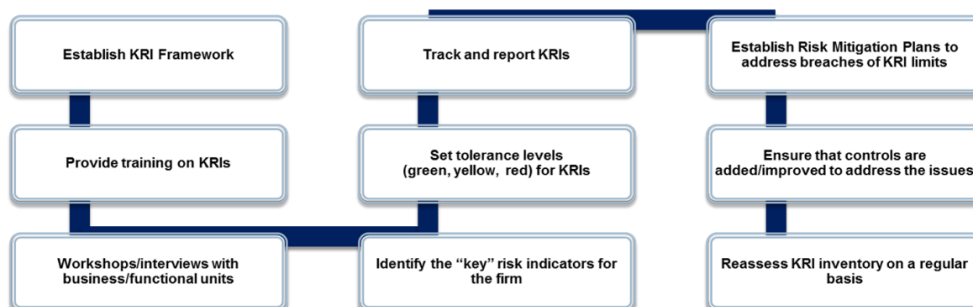 Establish KRI Framework
Provide training on KRIs
Workshops/interviews with
business/functional units
Identify the “key” risk indicators for
the firm
Set tolerance levels
(green, yellow, red) for KRIs
Track and report KRIs
Establish Risk Mitigation Plans to
address breaches of KRI limits
Ensure that controls are
added/improved to address the issues
Reassess KRI inventory on a regular
basis